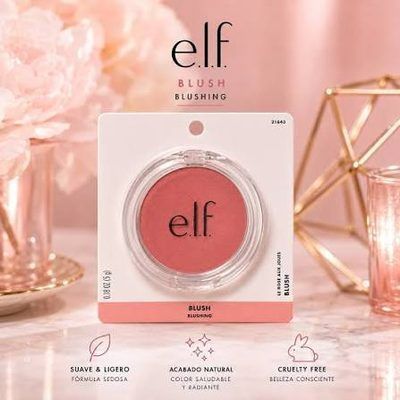 e.l.f.
BLUSH
BLUSHING
21643
e.l.f.
0.18 OZ (5 g)
LE ROSE AUX JOUES
BLUSH
BLUSH
BLUSHING
SUAVE & LIGERO
FÓRMULA SEDOSA
ACABADO NATURAL
COLOR SALUDABLE
Y RADIANTE
CRUELTY FREE
BELLEZA CONSCIENTE